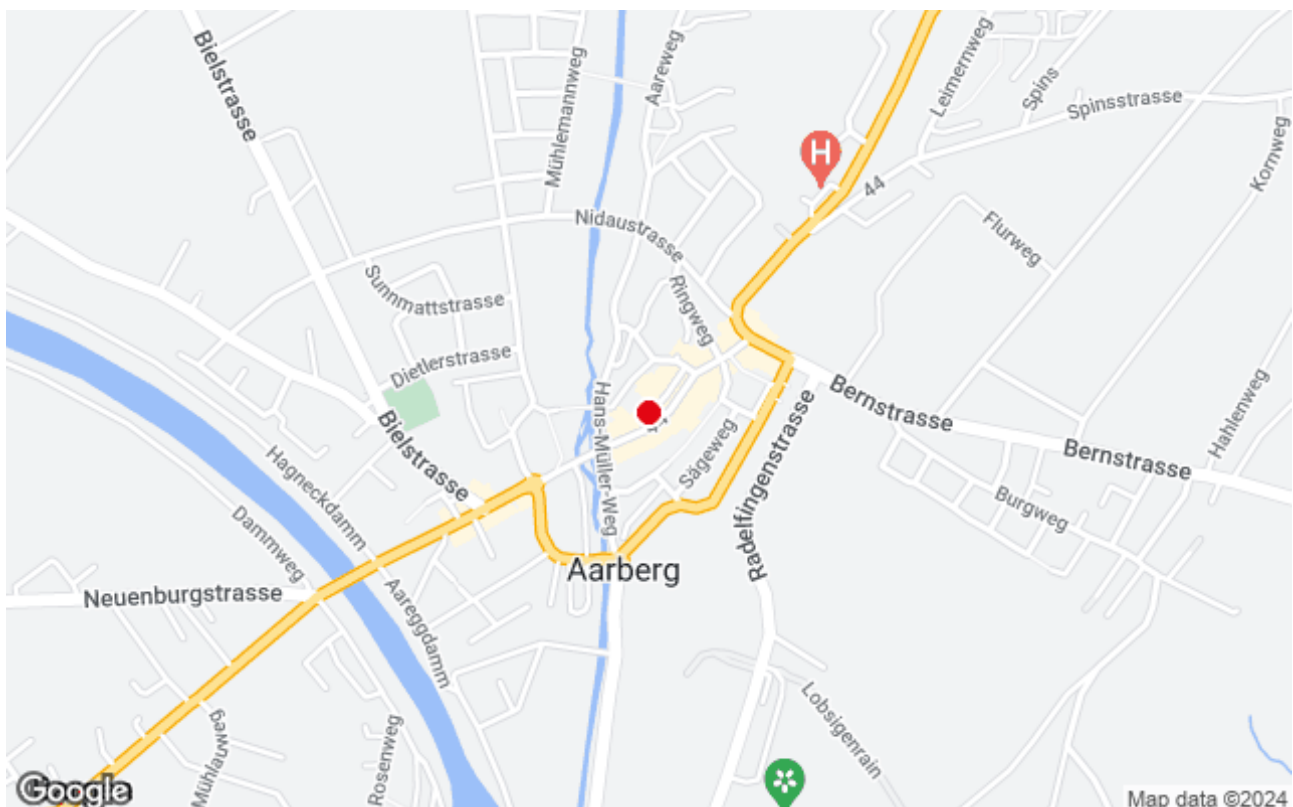 Bielstrasse
Mühlemannweg
Aareweg
Leimernweg
Spins
Spinsstrasse
Kornweg
H
44
Nidaustrasse
Flurweg
Sunnmattstrasse
Ringweg
Dietlerstrasse
Hans-Müller-Weg
Bernstrasse
Hahlenweg
Bielstrasse
Sägeweg
Bernstrasse
Hagneckdamm
Radelfingenstrasse
Burgweg
Dammweg
Aarberg
Neuenburgstrasse
Aareggdamm
Lobsigenrain
Mühlauweg
Rosenweg
Google
Map data ©2024